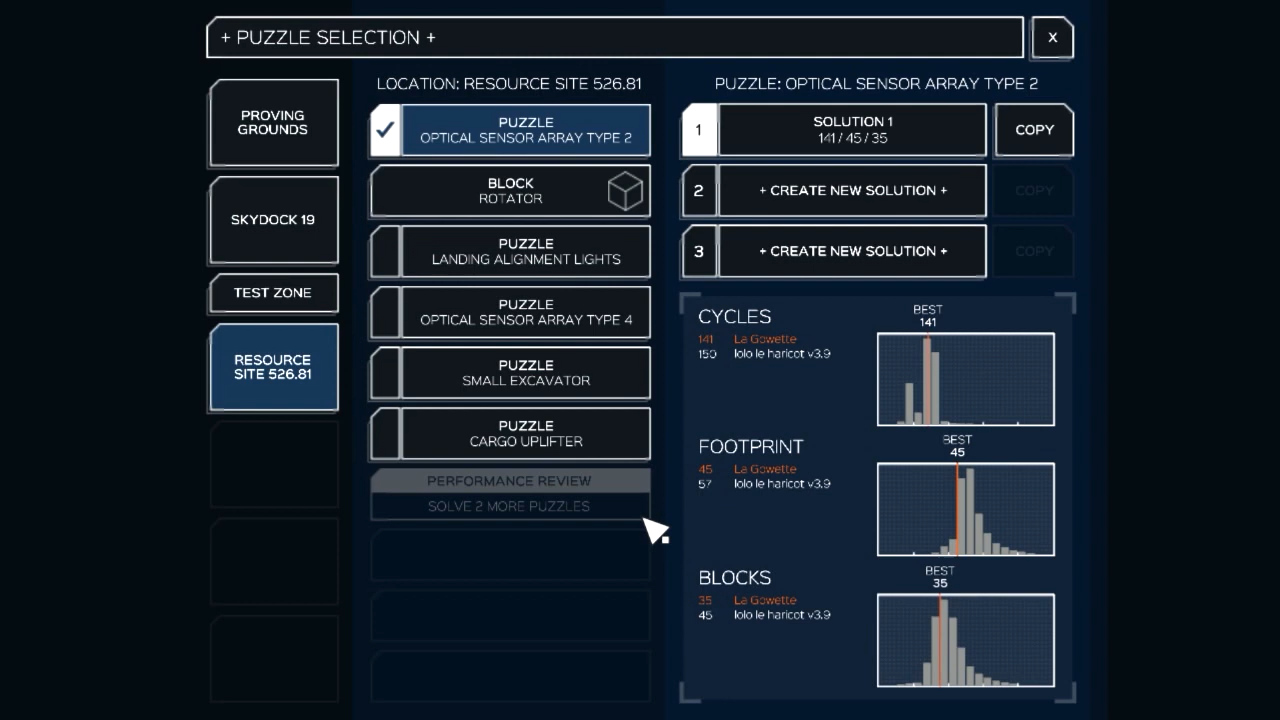 + PUZZLE SELECTION +
X
PROVING
GROUNDS
SKYDOCK 19
TEST ZONE
RESOURCE
SITE 526.81
LOCATION: RESOURCE SITE 526.81
PUZZLE
OPTICAL SENSOR ARRAY TYPE 2
BLOCK
ROTATOR
PUZZLE
LANDING ALIGNMENT LIGHTS
PUZZLE
OPTICAL SENSOR ARRAY TYPE 4
PUZZLE
SMALL EXCAVATOR
PUZZLE
CARGO UPLIFTER
PERFORMANCE REVIEW
SOLVE 2 MORE PUZZLES
PUZZLE: OPTICAL SENSOR ARRAY TYPE 2
1
SOLUTION 1
141 / 45 / 35
COPY
2
+ CREATE NEW SOLUTION +
COPY
3
+ CREATE NEW SOLUTION +
COPY
CYCLES
141 La Gowette
150 lolo le haricot v3.9
BEST
141
FOOTPRINT
45 La Gowette
57 lolo le haricot v3.9
BEST
45
BLOCKS
35 La Gowette
45 lolo le haricot v3.9
BEST
35